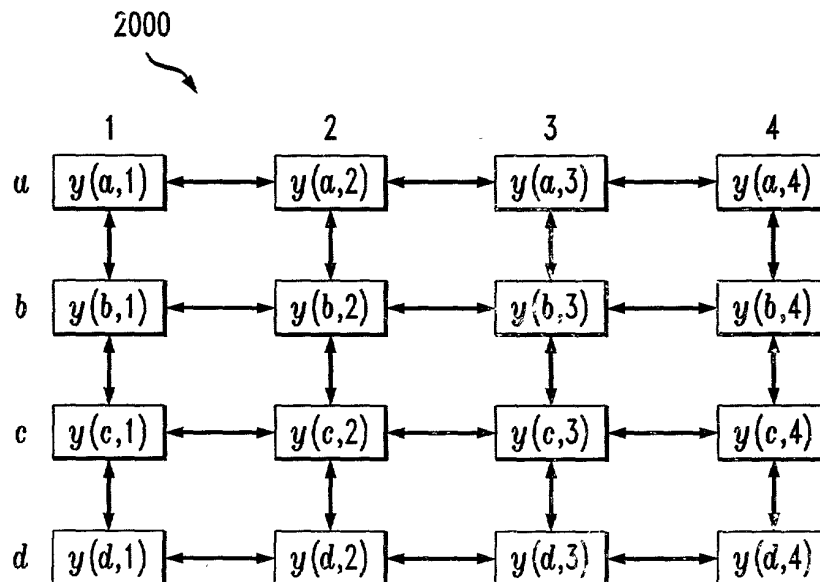 2000
1 2 3 4
a y(a,1) y(a,2) y(a,3) y(a,4)
b y(b,1) y(b,2) y(b,3) y(b,4)
c y(c,1) y(c,2) y(c,3) y(c,4)
d y(d,1) y(d,2) y(d,3) y(d,4)